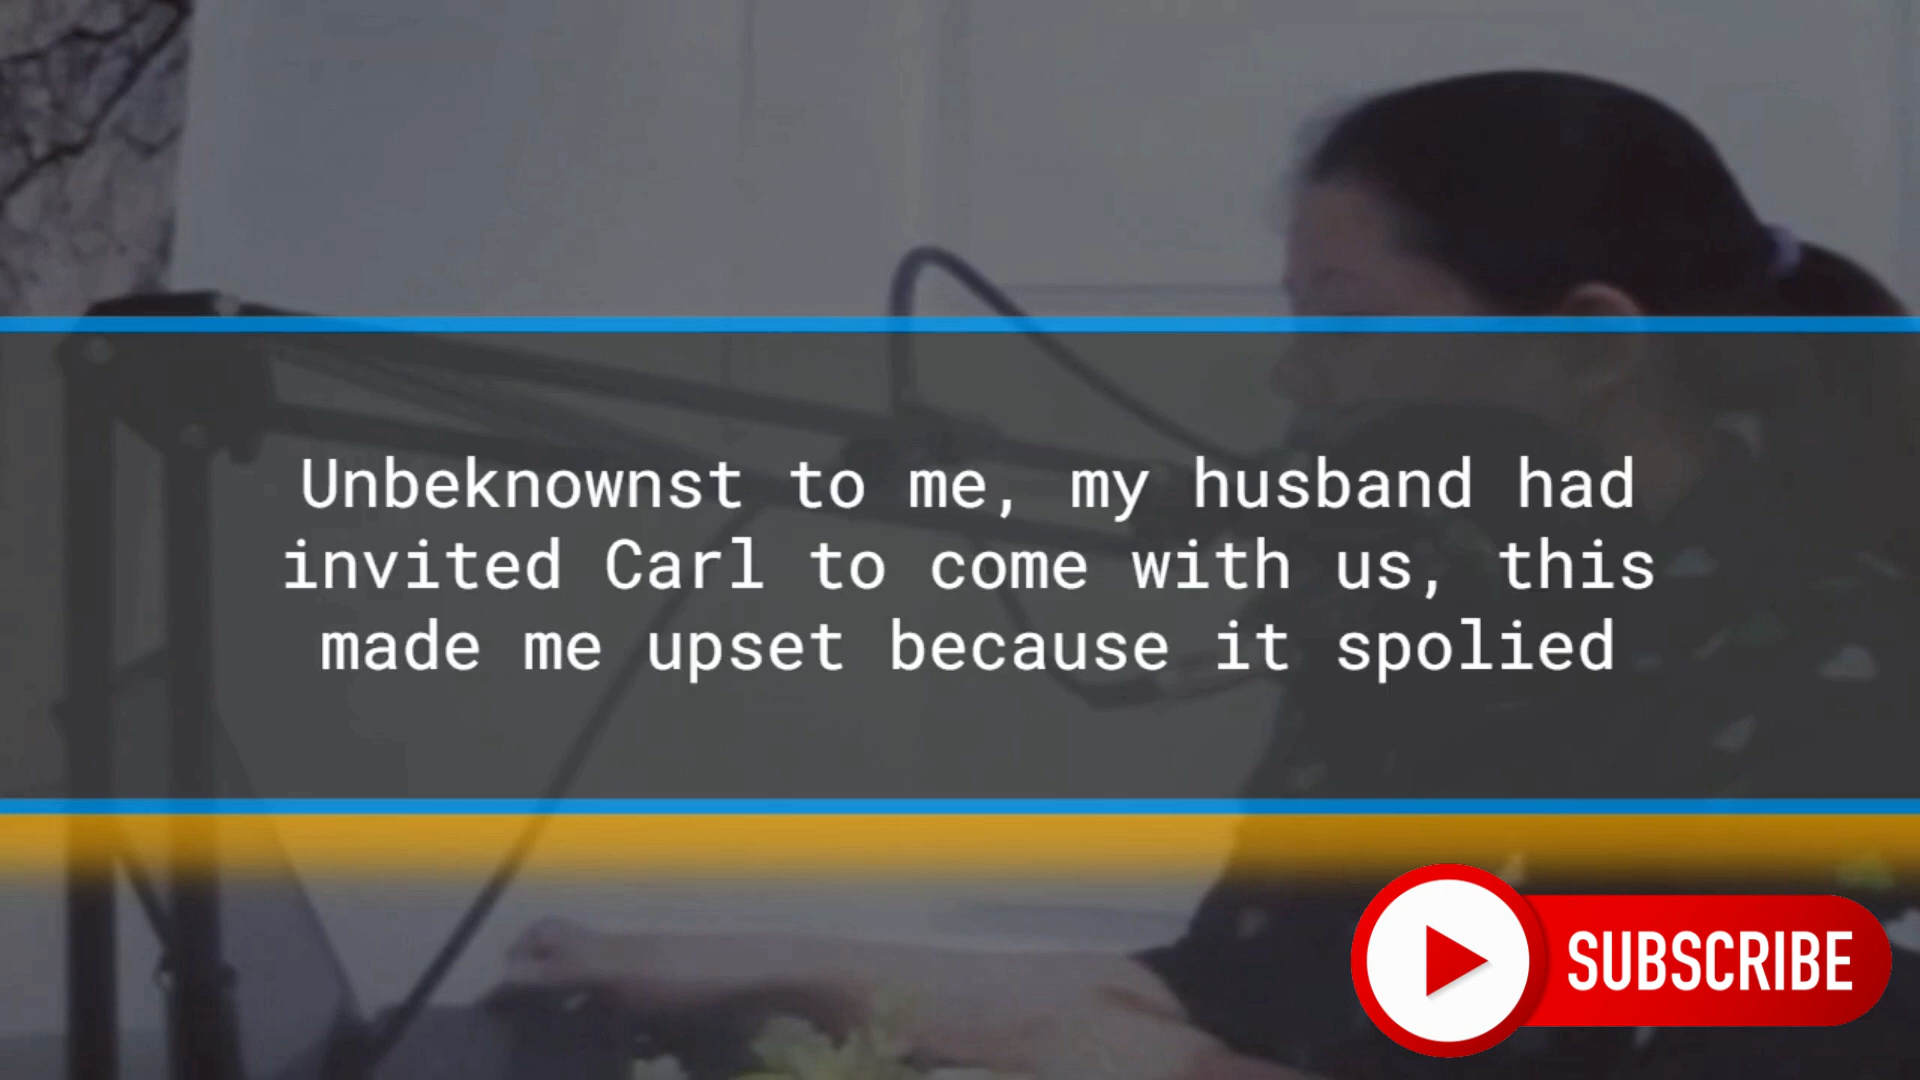 Unbeknownst to me, my husband had
invited Carl to come with us, this
made me upset because it spolied
SUBSCRIBE